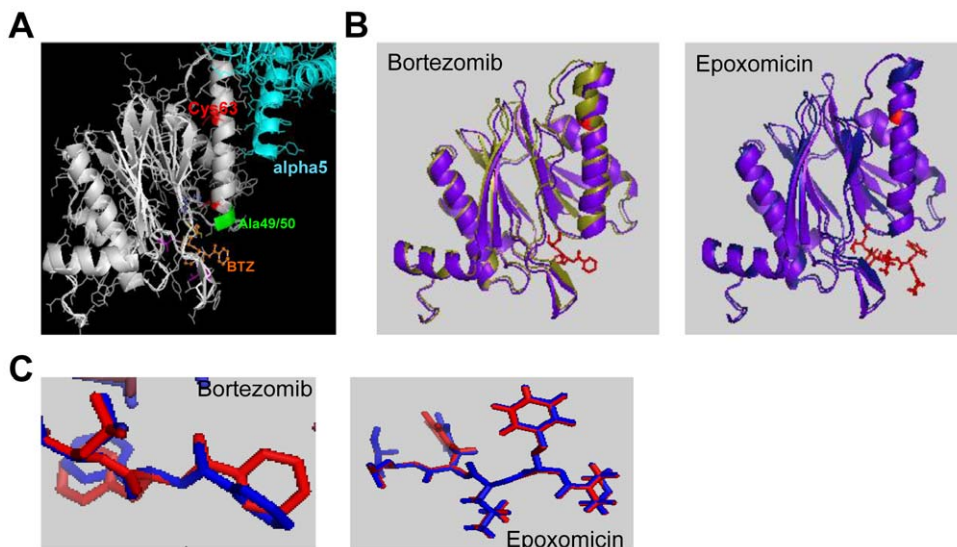 A
Cys63
alpha5
Ala49/50
BTZ
B
Bortezomib
Epoxomicin
C
Bortezomib
Epoxomicin